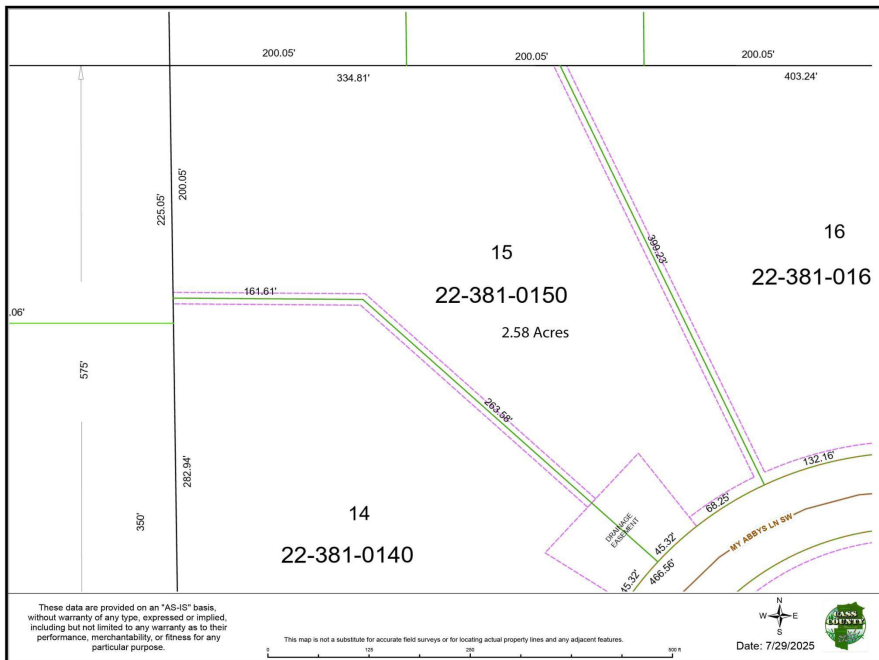 200.05'
200.05'
200.05'
334.81'
403.24'
225.05'
200.05'
399.23'
16
22-381-016
15
22-381-0150
2.58 Acres
161.61'
.06'
575'
263.58'
282.94'
350'
14
22-381-0140
132.16'
68.25'
MY ABBYS LN SW
DRAINAGE
EASEMENT
45.32'
45.32'
466.56'
These data are provided on an "AS-IS" basis,
without warranty of any type, expressed or implied,
including but not limited to any warranty as to their
performance, merchantability, or fitness for any
particular purpose.
This map is not a substitute for accurate field surveys or for locating actual property lines and any adjacent features.
0 125 250 500 ft
N
W E
S
Date: 7/29/2025
CASS
COUNTY